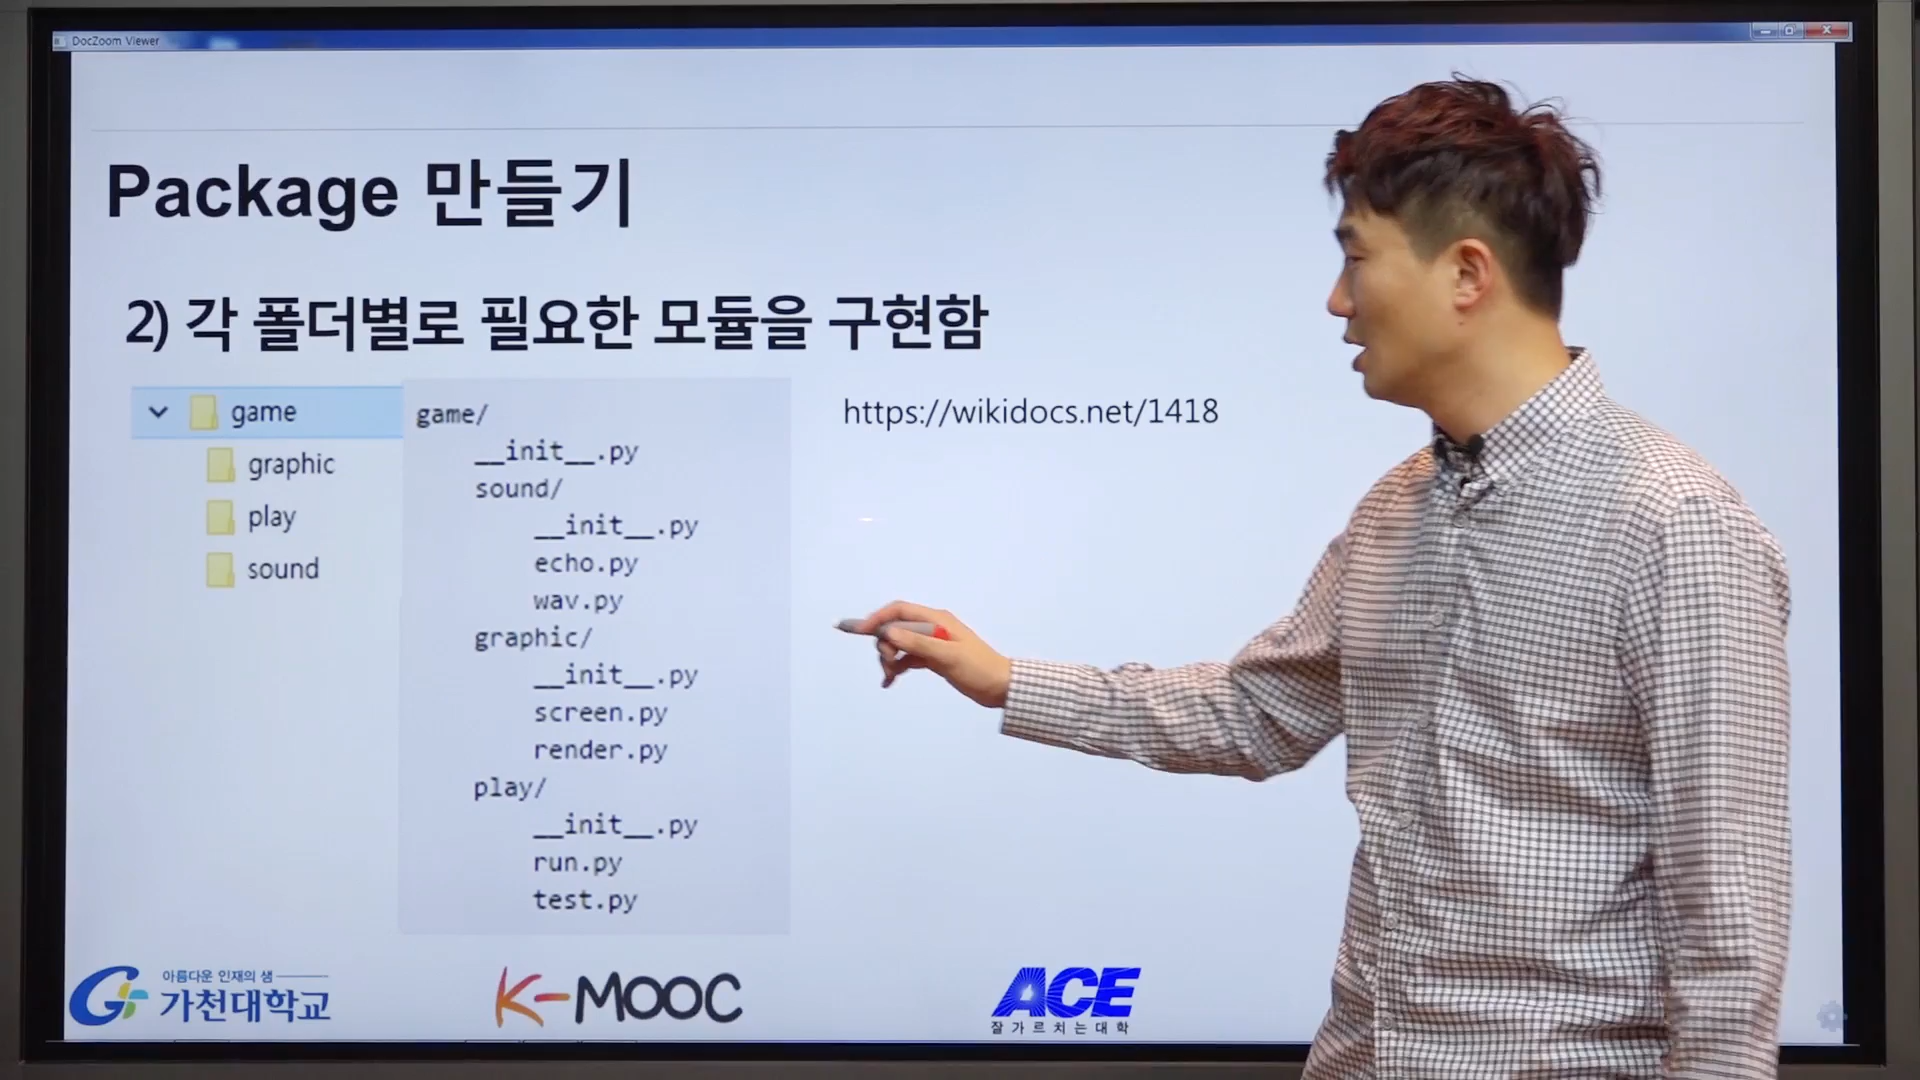 DocZoom Viewer
Package 만들기
2) 각 폴더별로 필요한 모듈을 구현함
game
graphic
play
sound
game/
__init__.py
sound/
__init__.py
echo.py
wav.py
graphic/
__init__.py
screen.py
render.py
play/
__init__.py
run.py
test.py
https://wikidocs.net/1418
아름다운 인재의 샘
가천대학교
K-MOOC
ACE
잘가르치는대학